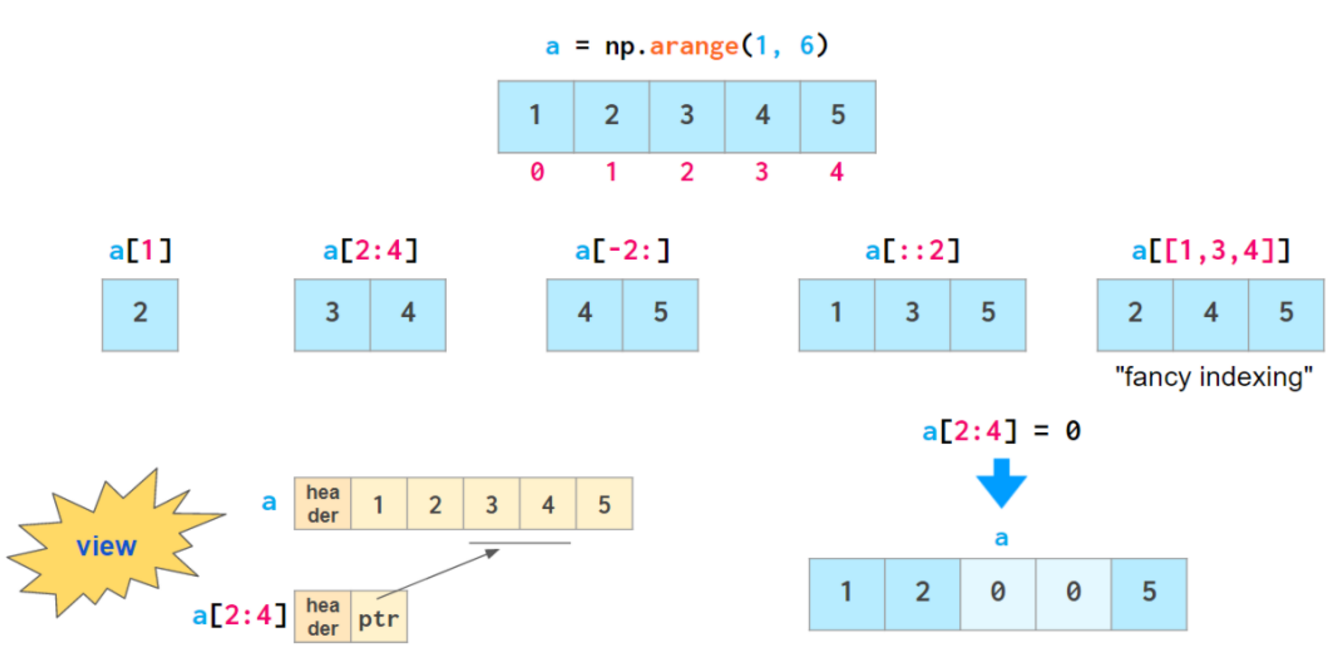 a = np.arange(1, 6)
1 2 3 4 5
0 1 2 3 4
a[1] a[2:4] a[-2:] a[::2] a[[1,3,4]]
2 3 4 4 5 1 3 5 2 4 5
"fancy indexing"
a[2:4] = 0
view
a
hea
der
1 2 3 4 5
a[2:4]
hea
der
ptr
a
1 2 0 0 5